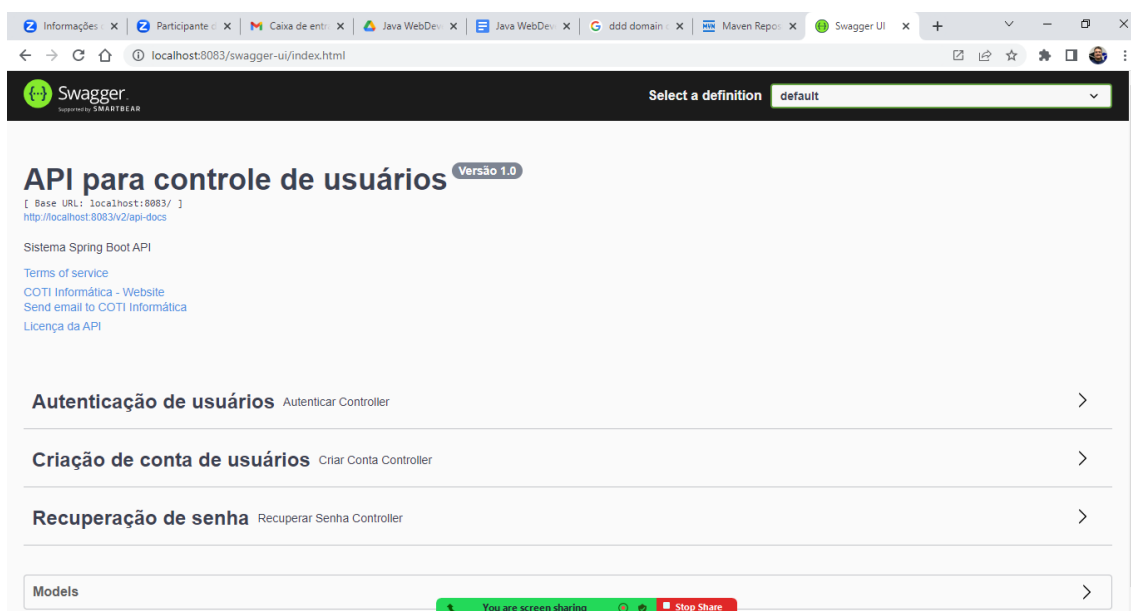 Informações
Participante d
Caixa de entr
Java WebDev
Java WebDev
ddd domain
Maven Repos
Swagger UI
localhost:8083/swagger-ui/index.html
Swagger
Supported by SMARTBEAR
Select a definition
default
API para controle de usuários Versão 1.0
[ Base URL: localhost:8083/ ]
http://localhost:8083/v2/api-docs
Sistema Spring Boot API
Terms of service
COTI Informática - Website
Send email to COTI Informática
Licença da API
Autenticação de usuários Autenticar Controller
Criação de conta de usuários Criar Conta Controller
Recuperação de senha Recuperar Senha Controller
Models
You are screen sharing
Stop Share